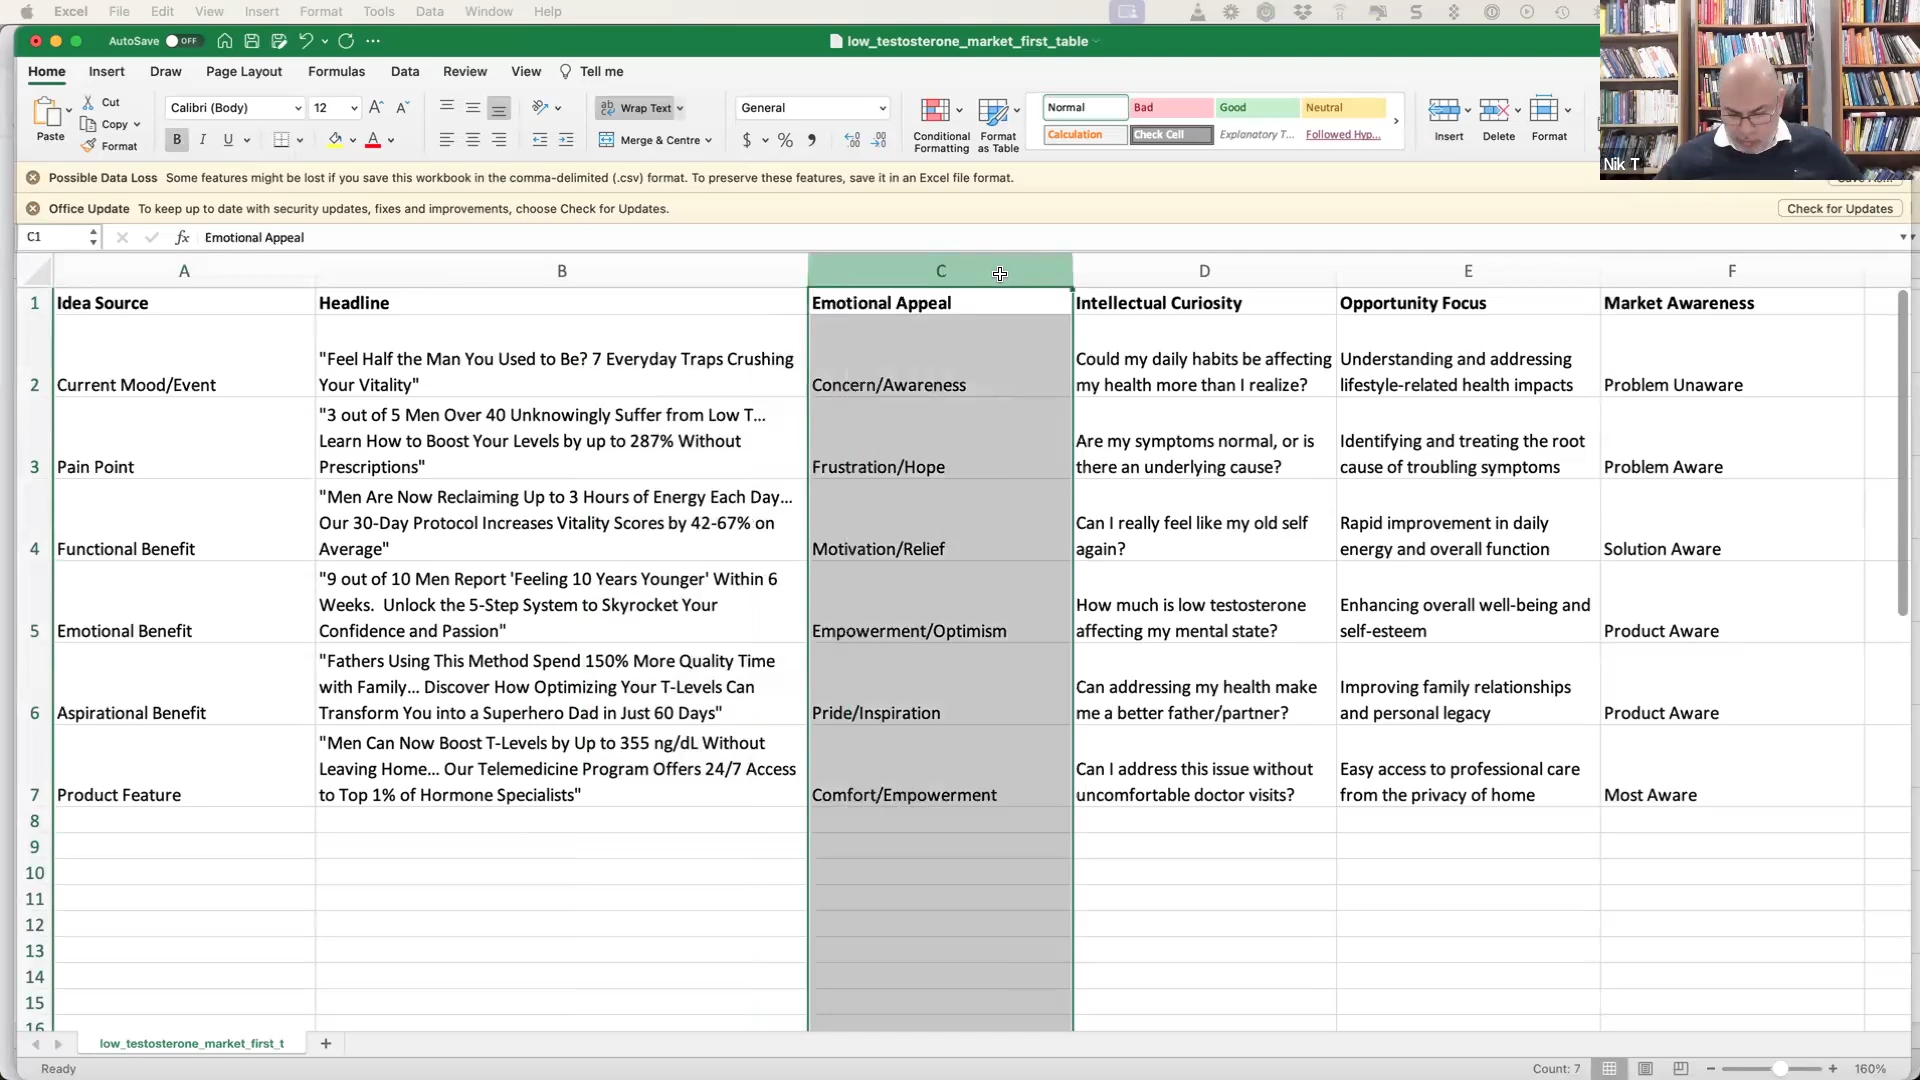 Excel File Edit View Insert Format Tools Data Window Help
AutoSave OFF low_testosterone_market_first_table
Home Insert Draw Page Layout Formulas Data Review View Tell me
Paste Cut Copy Format
Calibri (Body) 12
B I U
Wrap Text
Merge & Centre
General
$ %
Conditional Formatting
Format as Table
Normal Bad Good Neutral
Calculation Check Cell Explanatory T... Followed Hyp...
Insert Delete Format
Nik T
Possible Data Loss Some features might be lost if you save this workbook in the comma-delimited (.csv) format. To preserve these features, save it in an Excel file format.
Office Update To keep up to date with security updates, fixes and improvements, choose Check for Updates. Check for Updates
C1 fx Emotional Appeal
A B C D E F
1 Idea Source Headline Emotional Appeal Intellectual Curiosity Opportunity Focus Market Awareness
"Feel Half the Man You Used to Be? 7 Everyday Traps Crushing Could my daily habits be affecting Understanding and addressing
2 Current Mood/Event Your Vitality" Concern/Awareness my health more than I realize? lifestyle-related health impacts Problem Unaware
"3 out of 5 Men Over 40 Unknowingly Suffer from Low T...
Learn How to Boost Your Levels by up to 287% Without Are my symptoms normal, or is Identifying and treating the root
3 Pain Point Prescriptions" Frustration/Hope there an underlying cause? cause of troubling symptoms Problem Aware
"Men Are Now Reclaiming Up to 3 Hours of Energy Each Day...
Our 30-Day Protocol Increases Vitality Scores by 42-67% on Can I really feel like my old self Rapid improvement in daily
4 Functional Benefit Average" Motivation/Relief again? energy and overall function Solution Aware
"9 out of 10 Men Report 'Feeling 10 Years Younger' Within 6
Weeks. Unlock the 5-Step System to Skyrocket Your How much is low testosterone Enhancing overall well-being and
5 Emotional Benefit Confidence and Passion" Empowerment/Optimism affecting my mental state? self-esteem Product Aware
"Fathers Using This Method Spend 150% More Quality Time
with Family... Discover How Optimizing Your T-Levels Can Can addressing my health make Improving family relationships
6 Aspirational Benefit Transform You into a Superhero Dad in Just 60 Days" Pride/Inspiration me a better father/partner? and personal legacy Product Aware
"Men Can Now Boost T-Levels by Up to 355 ng/dL Without
Leaving Home... Our Telemedicine Program Offers 24/7 Access Can I address this issue without Easy access to professional care
7 Product Feature to Top 1% of Hormone Specialists" Comfort/Empowerment uncomfortable doctor visits? from the privacy of home Most Aware
8
9
10
11
12
13
14
15
16
low_testosterone_market_first_t
Ready Count: 7 160%